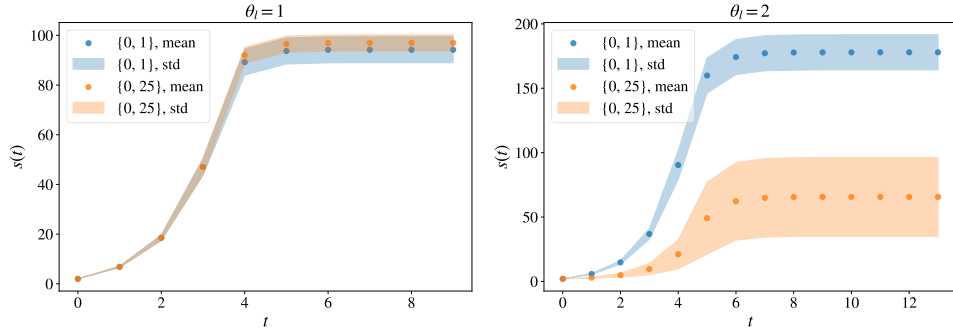 θ_l = 1
s(t)
100
80
60
40
20
0
{0, 1}, mean
{0, 1}, std
{0, 25}, mean
{0, 25}, std
0 2 4 6 8
t
θ_l = 2
s(t)
200
150
100
50
0
{0, 1}, mean
{0, 1}, std
{0, 25}, mean
{0, 25}, std
0 2 4 6 8 10 12
t